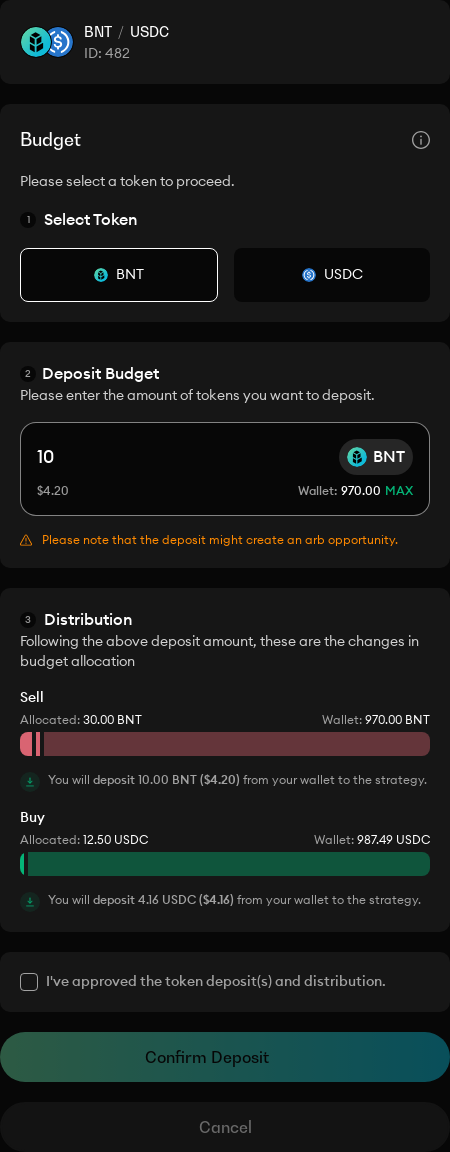 BNT / USDC
ID: 482
Budget
Please select a token to proceed.
1 Select Token
BNT USDC
2 Deposit Budget
Please enter the amount of tokens you want to deposit.
10 BNT
$4.20 Wallet: 970.00 MAX
Please note that the deposit might create an arb opportunity.
3 Distribution
Following the above deposit amount, these are the changes in
budget allocation
Sell
Allocated: 30.00 BNT Wallet: 970.00 BNT
You will deposit 10.00 BNT ($4.20) from your wallet to the strategy.
Buy
Allocated: 12.50 USDC Wallet: 987.49 USDC
You will deposit 4.16 USDC ($4.16) from your wallet to the strategy.
I've approved the token deposit(s) and distribution.
Confirm Deposit
Cancel